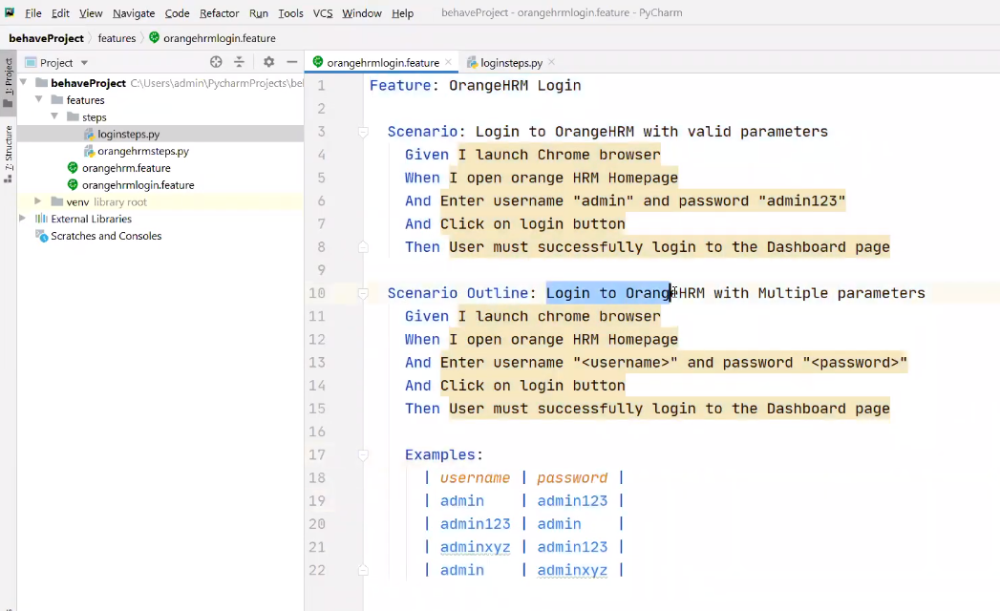 File Edit View Navigate Code Refactor Run Tools VCS Window Help behaveProject - orangehrmlogin.feature - PyCharm
behaveProject features orangehrmlogin.feature
1: Project
7: Structure
Project
behaveProject C:\Users\admin\PycharmProjects\bel
features
steps
loginsteps.py
orangehrmsteps.py
orangehrm.feature
orangehrmlogin.feature
venv library root
External Libraries
Scratches and Consoles
orangehrmlogin.feature loginsteps.py
1 Feature: OrangeHRM Login
2
3 Scenario: Login to OrangeHRM with valid parameters
4 Given I launch Chrome browser
5 When I open orange HRM Homepage
6 And Enter username "admin" and password "admin123"
7 And Click on login button
8 Then User must successfully login to the Dashboard page
9
10 Scenario Outline: Login to OrangeHRM with Multiple parameters
11 Given I launch chrome browser
12 When I open orange HRM Homepage
13 And Enter username "<username>" and password "<password>"
14 And Click on login button
15 Then User must successfully login to the Dashboard page
16
17 Examples:
18 | username | password |
19 | admin | admin123 |
20 | admin123 | admin |
21 | adminxyz | admin123 |
22 | admin | adminxyz |